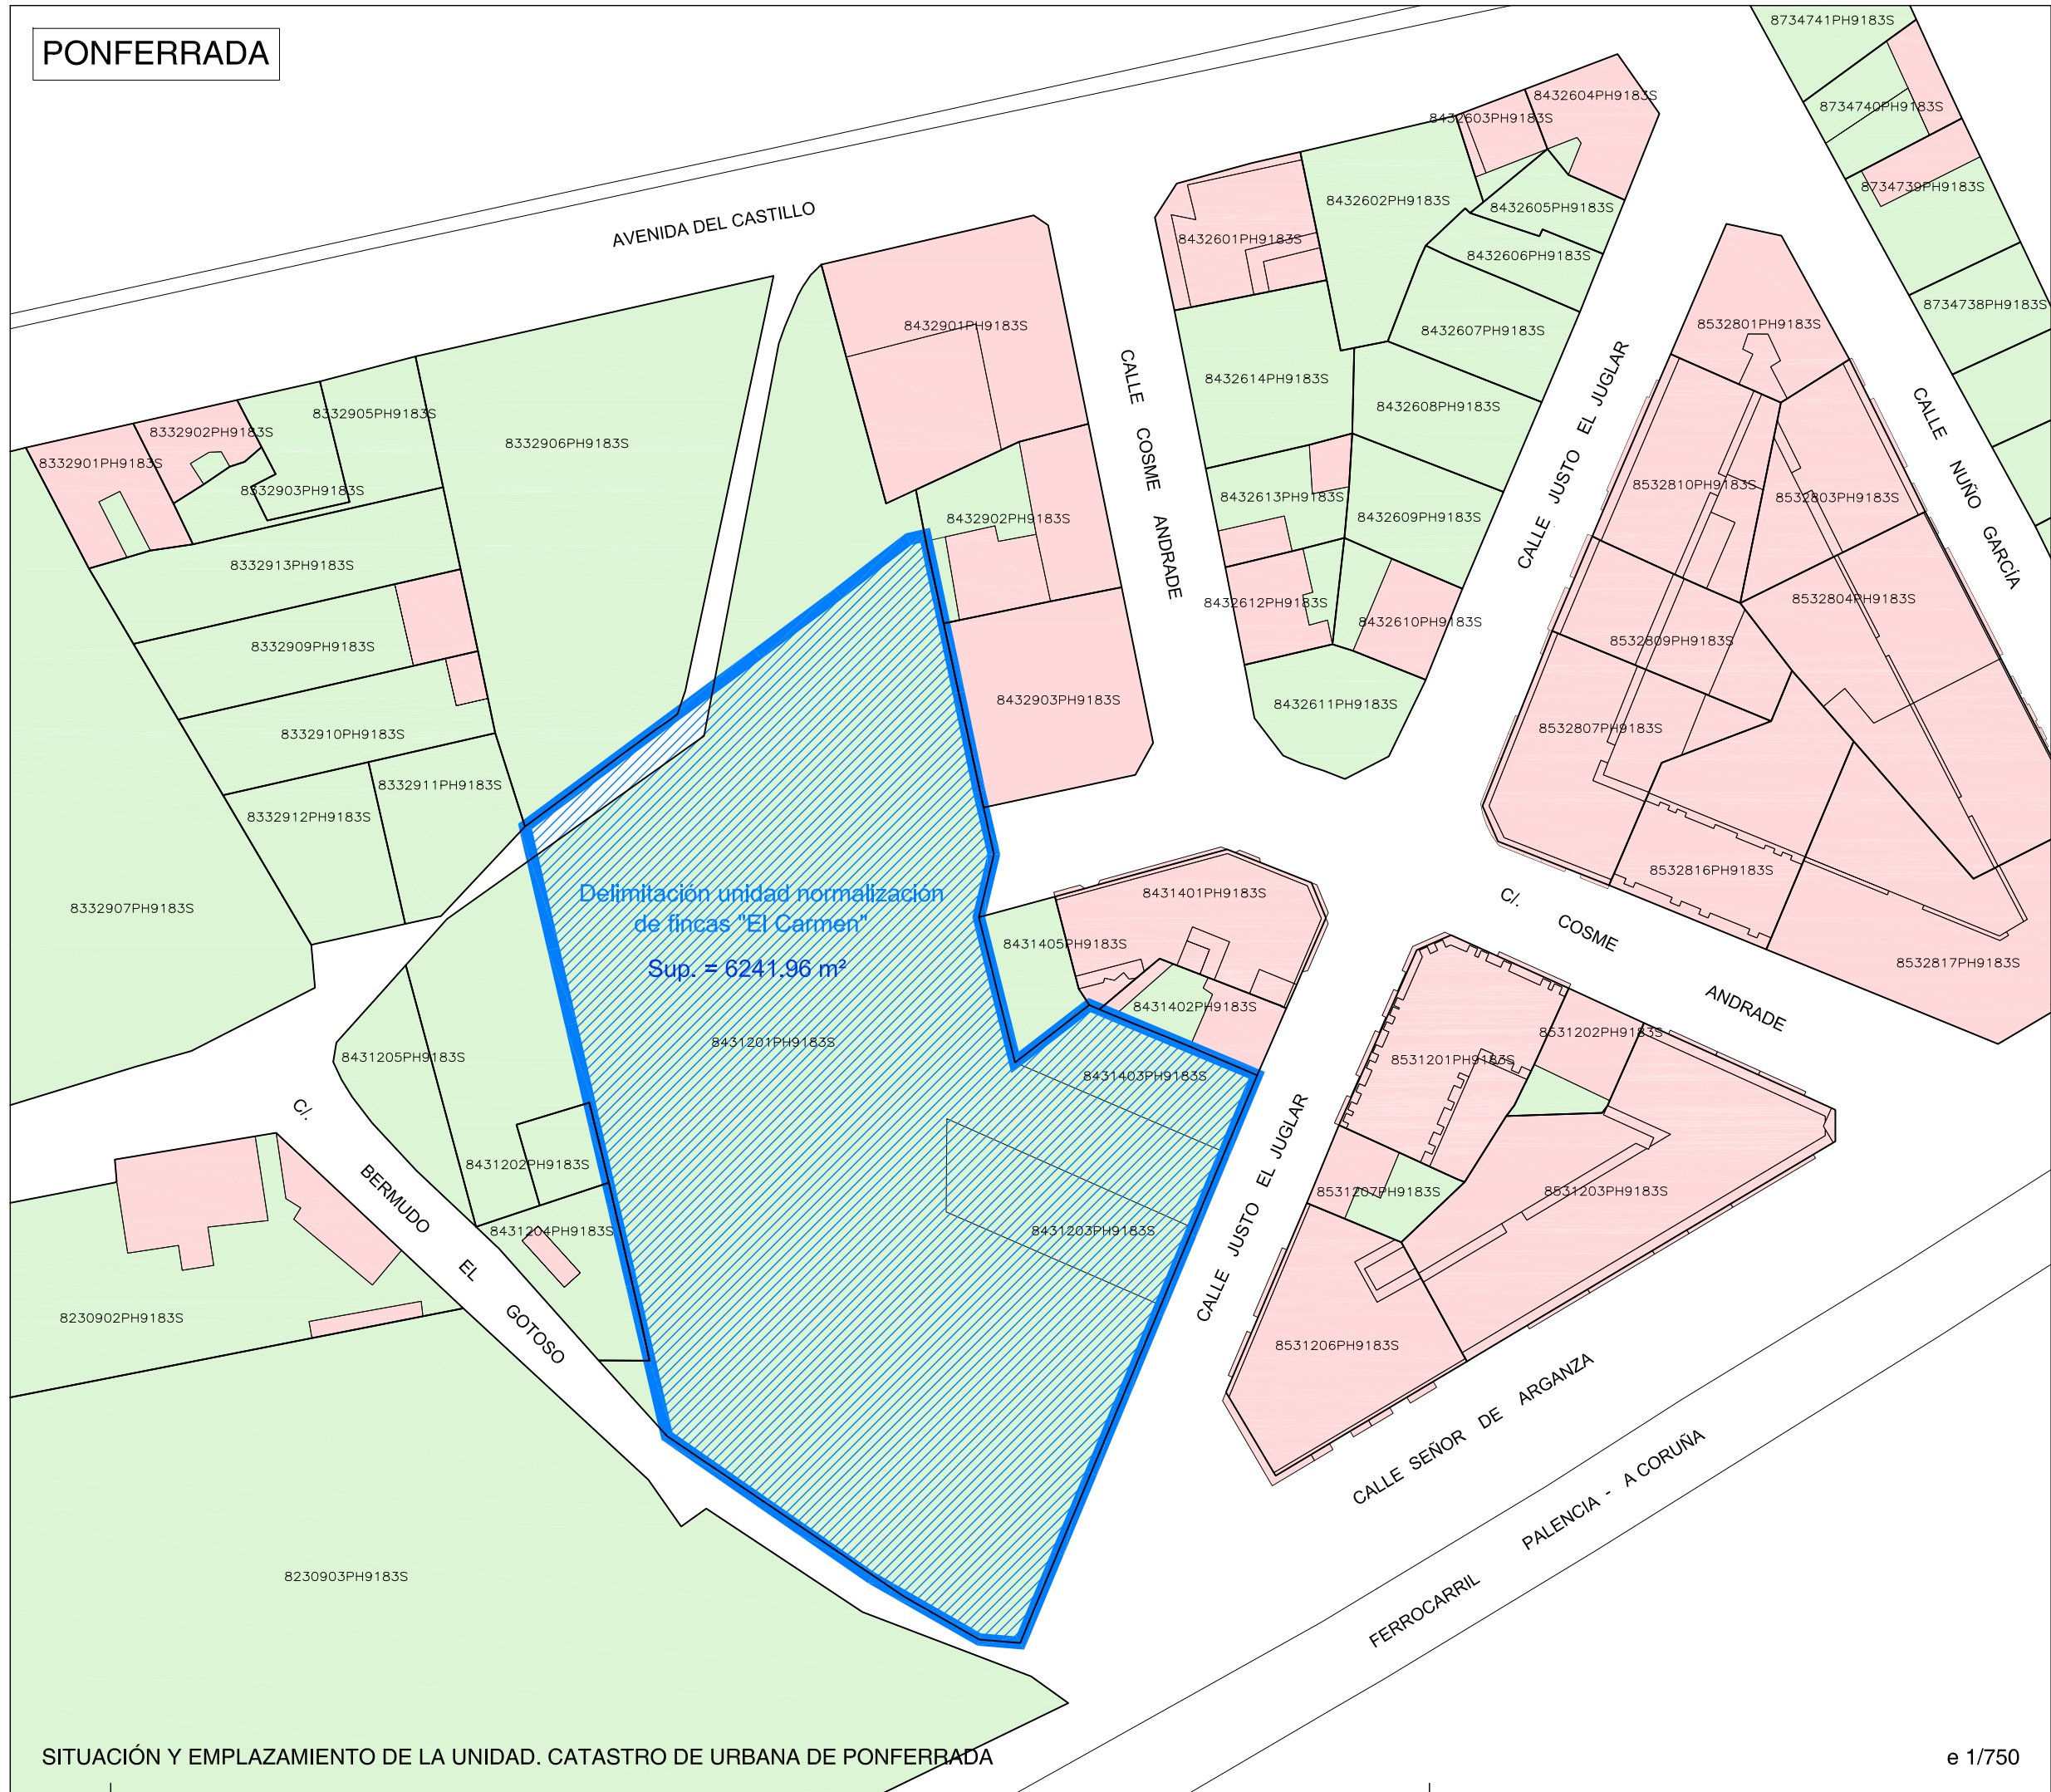 PONFERRADA
8734741PH9183S
8734740PH9183S
8734739PH9183S
8734738PH9183S
8432604PH9183S
8432603PH9183S
8432602PH9183S
8432605PH9183S
8432601PH9183S
8432606PH9183S
8432607PH9183S
8432614PH9183S
8432608PH9183S
8432613PH9183S
8432609PH9183S
8432612PH9183S
8432610PH9183S
8432611PH9183S
AVENIDA DEL CASTILLO
8432901PH9183S
8432902PH9183S
8432903PH9183S
CALLE COSME ANDRADE
CALLE JUSTO EL JUGLAR
CALLE NUÑO GARCÍA
8532801PH9183S
8532810PH9183S
8532803PH9183S
8532804PH9183S
8532809PH9183S
8532807PH9183S
8532816PH9183S
8532817PH9183S
8332905PH9183S
8332902PH9183S
8332901PH9183S
8332903PH9183S
8332906PH9183S
8332913PH9183S
8332909PH9183S
8332910PH9183S
8332911PH9183S
8332912PH9183S
8332907PH9183S
Delimitación unidad normalización
de fincas "El Carmen"
Sup. = 6241.96 m²
8431201PH9183S
8431401PH9183S
8431405PH9183S
8431402PH9183S
8431403PH9183S
8431203PH9183S
8431205PH9183S
8431202PH9183S
8431204PH9183S
C/. COSME ANDRADE
8531202PH9183S
8531201PH9183S
8531207PH9183S
8531203PH9183S
8531206PH9183S
CALLE JUSTO EL JUGLAR
C/. BERMUDO EL GOTOSO
8230902PH9183S
8230903PH9183S
CALLE SEÑOR DE ARGANZA
FERROCARRIL PALENCIA - A CORUÑA
SITUACIÓN Y EMPLAZAMIENTO DE LA UNIDAD. CATASTRO DE URBANA DE PONFERRADA
e 1/750